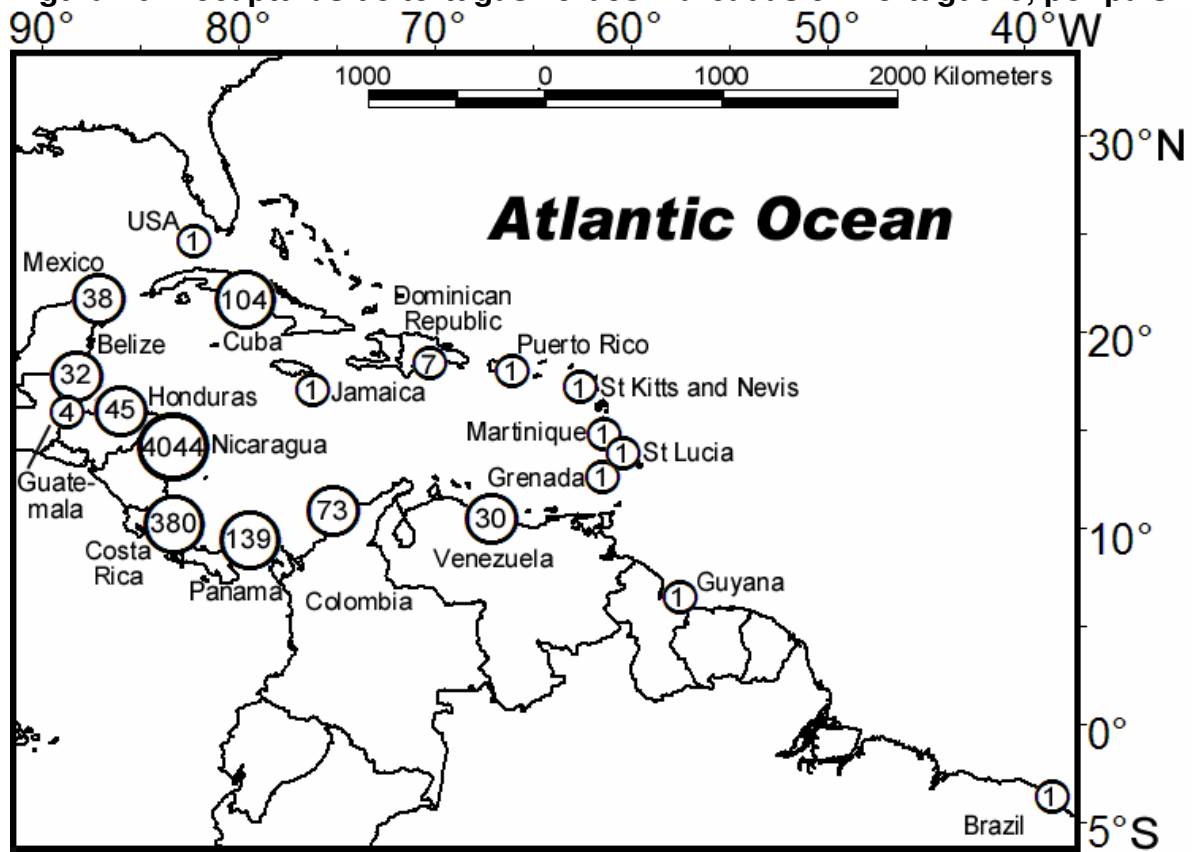 90° 80° 70° 60° 50° 40°W
1000 0 1000 2000 Kilometers
30°N
Atlantic Ocean
USA
1
Mexico
38
104
Cuba
Dominican
Republic
7
20°
Belize
32
Puerto Rico
1
1
Jamaica
1
St Kitts and Nevis
Honduras
45
4
4044
Nicaragua
Martinique
1
1
St Lucia
Grenada
1
Guate-
mala
380
Costa
Rica
139
Panama
73
Colombia
30
Venezuela
10°
1
Guyana
0°
1
Brazil
5°S